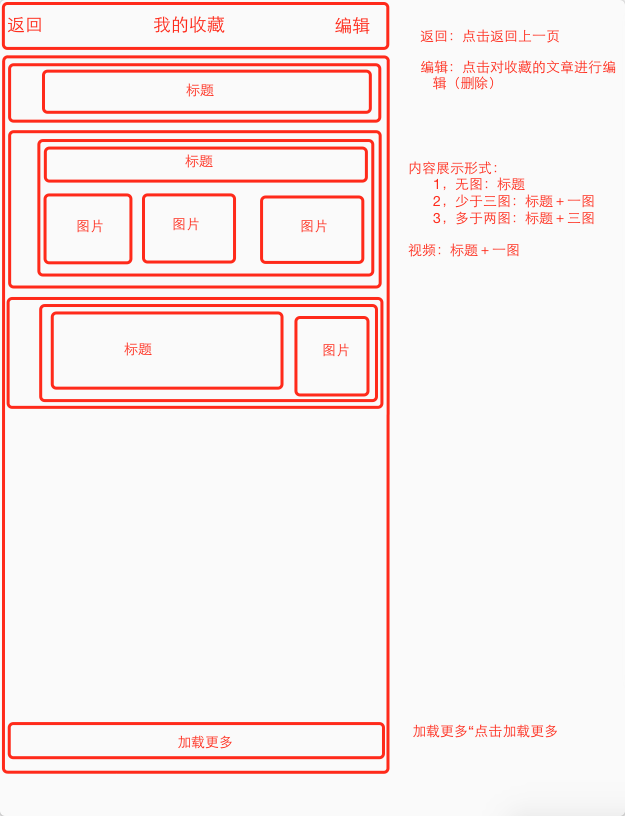 返回
我的收藏
编辑
返回：点击返回上一页
编辑：点击对收藏的文章进行编
辑（删除）
标题
标题
图片
图片
图片
内容展示形式：
1，无图：标题
2，少于三图：标题＋一图
3，多于两图：标题＋三图
视频：标题＋一图
标题
图片
加载更多
加载更多“点击加载更多